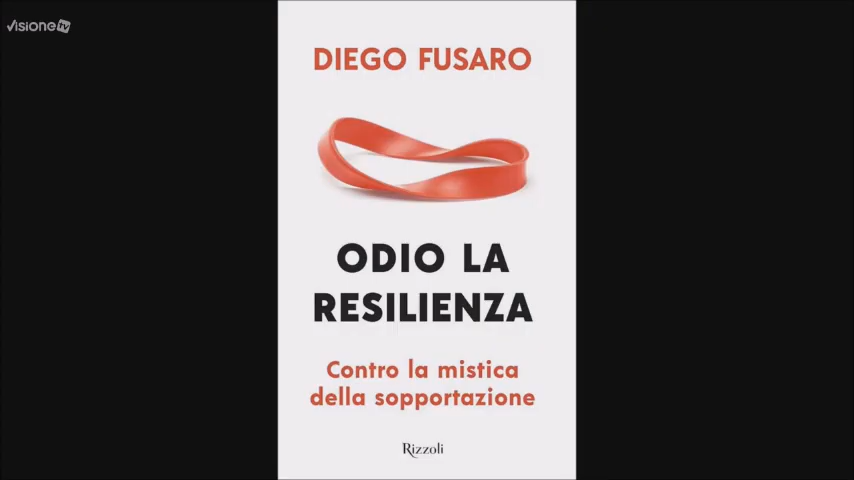 Visione tv
DIEGO FUSARO
ODIO LA
RESILIENZA
Contro la mistica
della sopportazione
Rizzoli